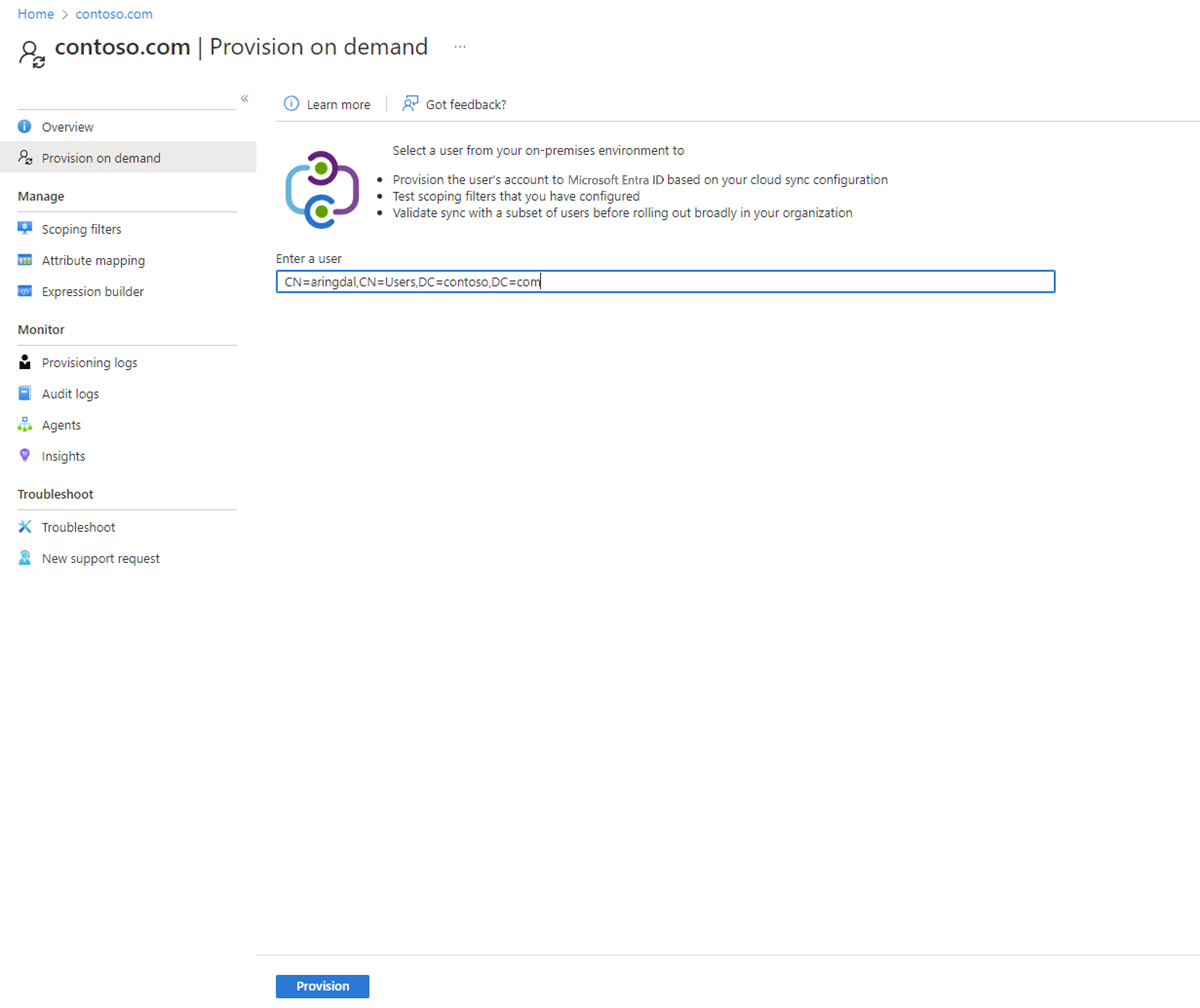 Home > contoso.com
contoso.com | Provision on demand ...
«
Overview
Provision on demand
Manage
Scoping filters
Attribute mapping
Expression builder
Monitor
Provisioning logs
Audit logs
Agents
Insights
Troubleshoot
Troubleshoot
New support request
Learn more
Got feedback?
Select a user from your on-premises environment to
• Provision the user's account to Microsoft Entra ID based on your cloud sync configuration
• Test scoping filters that you have configured
• Validate sync with a subset of users before rolling out broadly in your organization
Enter a user
CN=aringdal,CN=Users,DC=contoso,DC=com
Provision